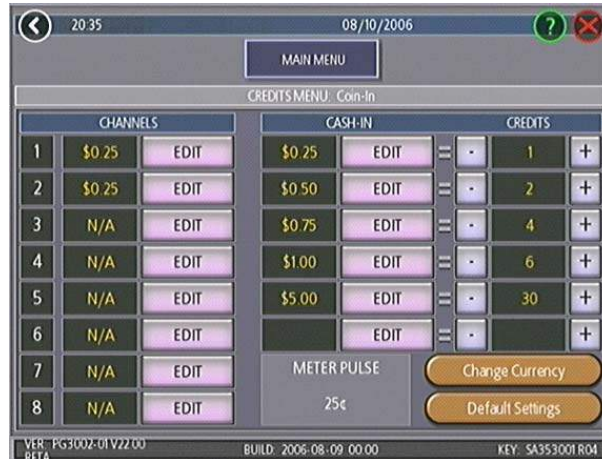 20:35 08/10/2006 ?
MAIN MENU
CREDITS MENU: Coin-In
CHANNELS CASH-IN CREDITS
1 $0.25 EDIT $0.25 EDIT = - 1 +
2 $0.25 EDIT $0.50 EDIT = - 2 +
3 N/A EDIT $0.75 EDIT = - 4 +
4 N/A EDIT $1.00 EDIT = - 6 +
5 N/A EDIT $5.00 EDIT = - 30 +
6 N/A EDIT EDIT = - +
7 N/A EDIT METER PULSE Change Currency
8 N/A EDIT 25¢ Default Settings
VER: PG3002-01 V22.00 BUILD: 2006-08-09 00:00 KEY: SA353001R04
BETA